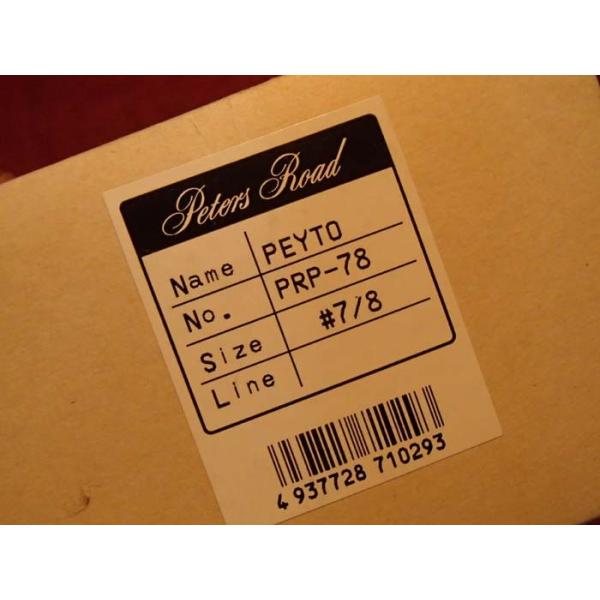 Peters Road
Name PEYTO
No. PRP-78
Size #7/8
Line
4 937728 710293